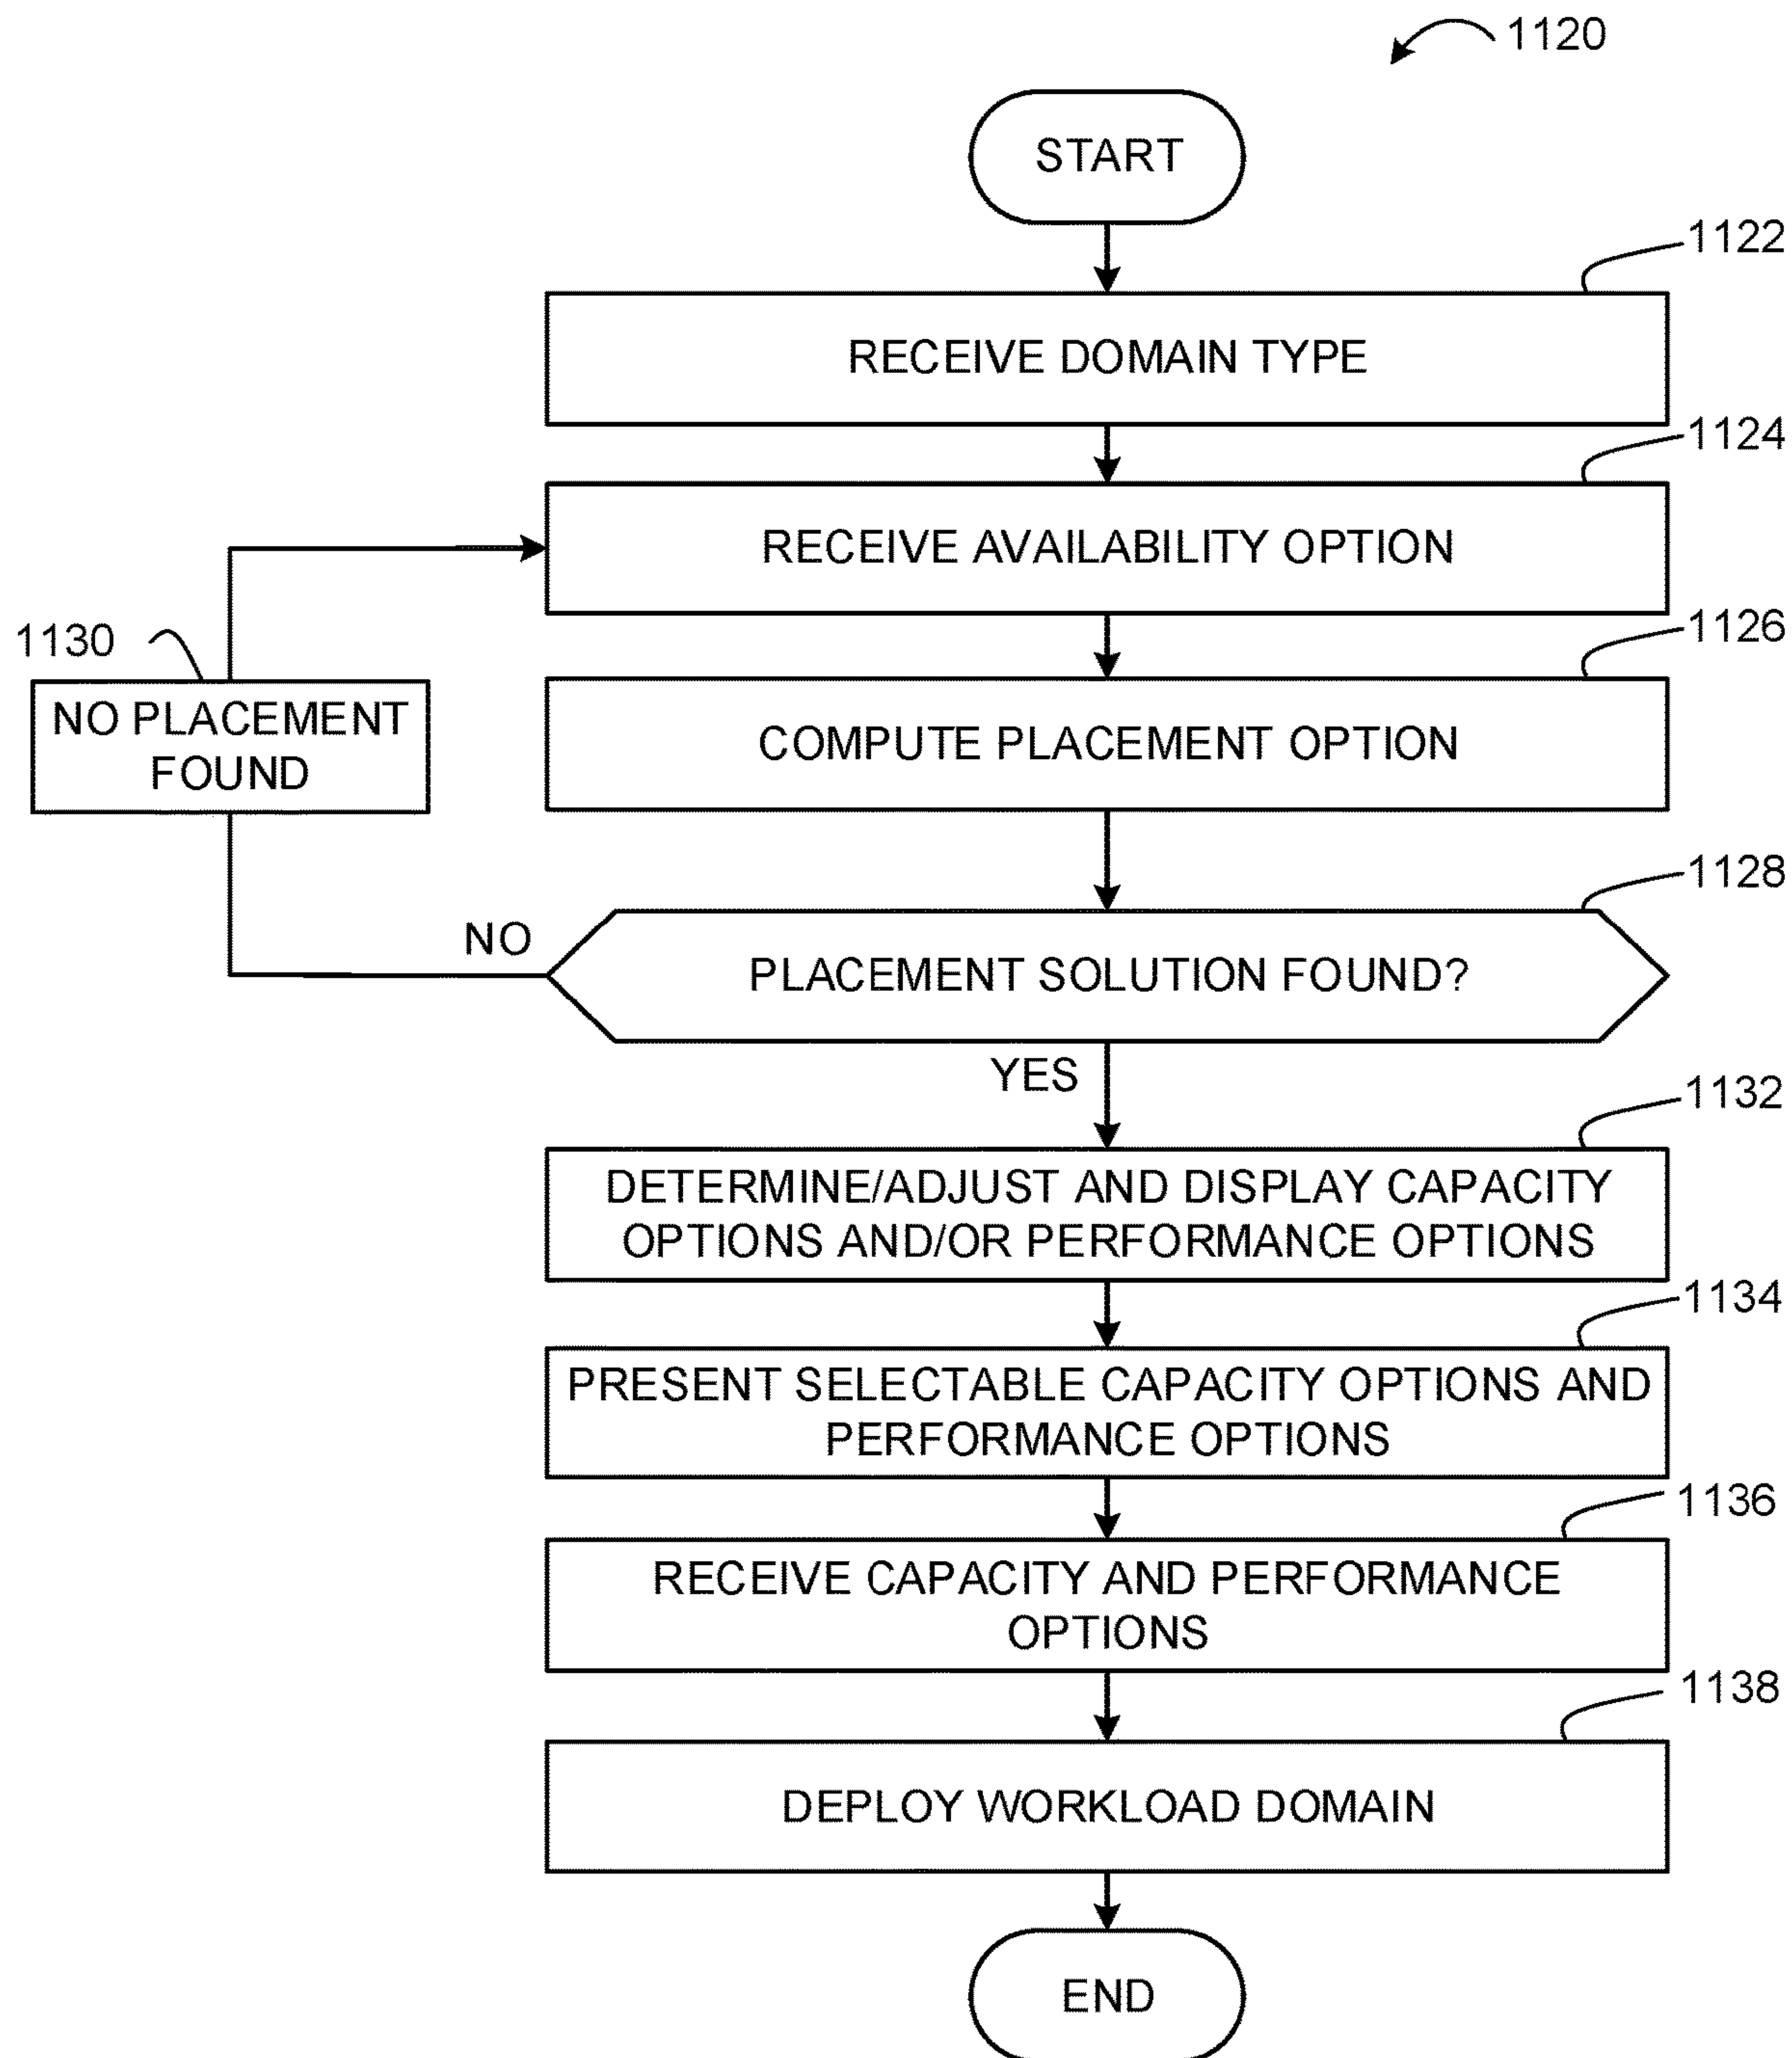 1120
START
1122
RECEIVE DOMAIN TYPE
1124
RECEIVE AVAILABILITY OPTION
1130
NO PLACEMENT
FOUND
1126
COMPUTE PLACEMENT OPTION
1128
NO
PLACEMENT SOLUTION FOUND?
YES
1132
DETERMINE/ADJUST AND DISPLAY CAPACITY
OPTIONS AND/OR PERFORMANCE OPTIONS
1134
PRESENT SELECTABLE CAPACITY OPTIONS AND
PERFORMANCE OPTIONS
1136
RECEIVE CAPACITY AND PERFORMANCE
OPTIONS
1138
DEPLOY WORKLOAD DOMAIN
END